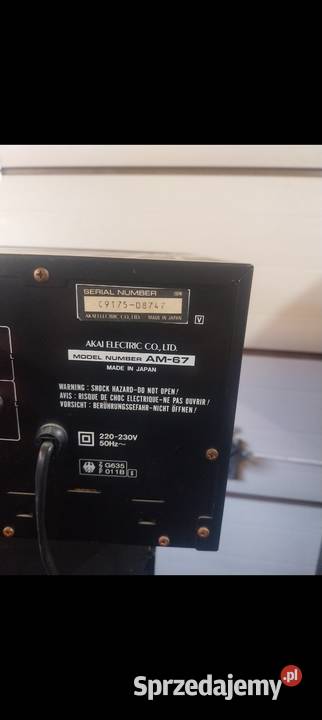 SERIAL NUMBER
C9175-08747
AKAI ELECTRIC CO., LTD. MADE IN JAPAN
V
AKAI ELECTRIC CO., LTD.
MODEL NUMBER AM-67
MADE IN JAPAN
WARNING : SHOCK HAZARD-DO NOT OPEN!
AVIS : RISQUE DE CHOC ELECTRIQUE-NE PAS OUVRIR!
VORSICHT : BERÜHRUNGSGEFAHR-NICHT ÖFFNEN!
220-230V
50Hz~
G635
011B
Sprzedajemy.pl